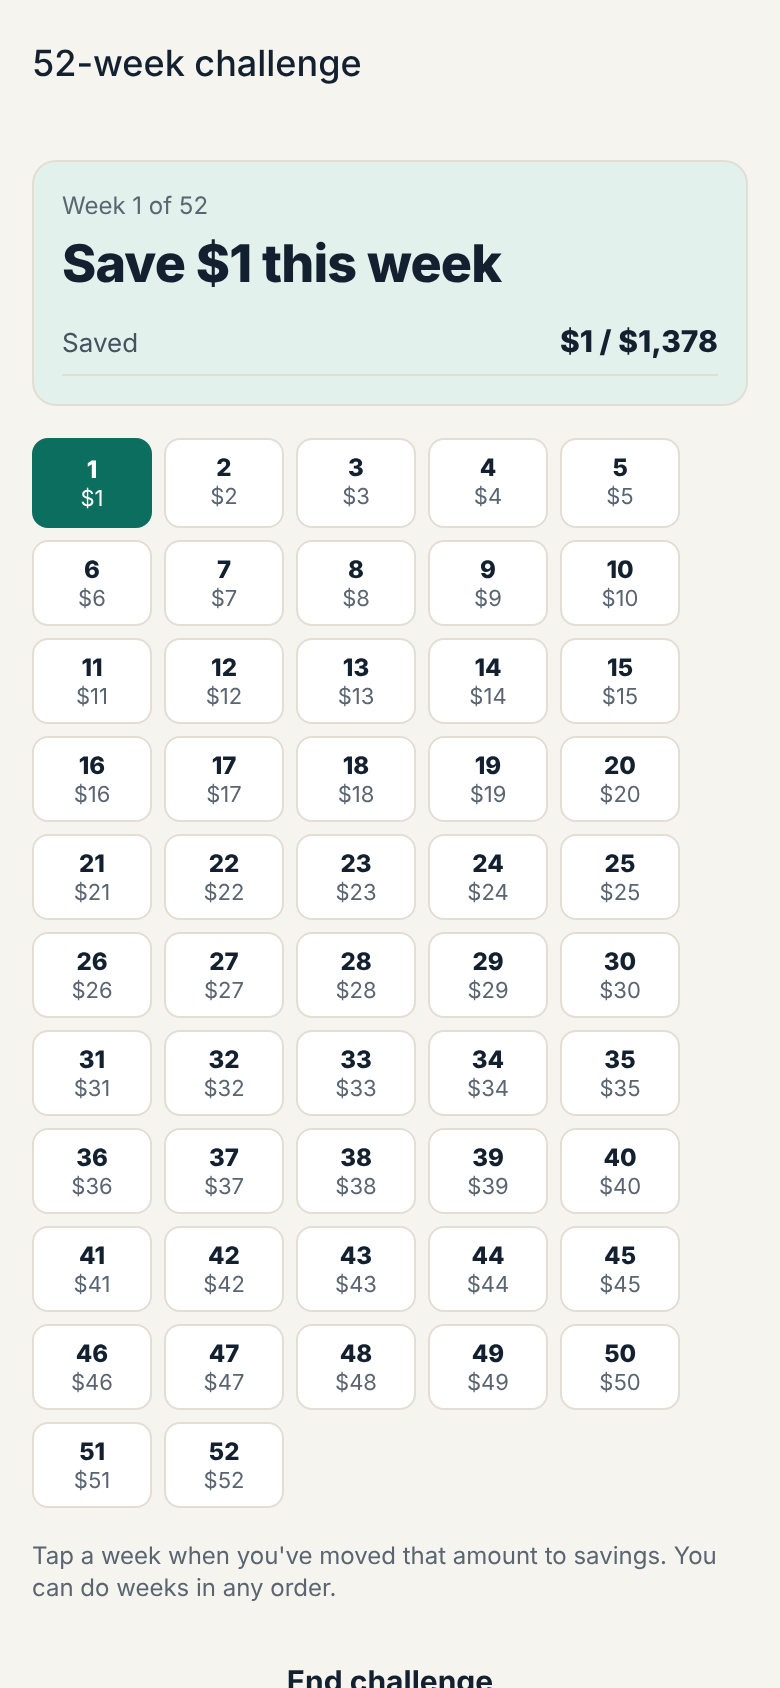 52-week challenge
Week 1 of 52
Save $1 this week
Saved $1 / $1,378
1 2 3 4 5
$1 $2 $3 $4 $5
6 7 8 9 10
$6 $7 $8 $9 $10
11 12 13 14 15
$11 $12 $13 $14 $15
16 17 18 19 20
$16 $17 $18 $19 $20
21 22 23 24 25
$21 $22 $23 $24 $25
26 27 28 29 30
$26 $27 $28 $29 $30
31 32 33 34 35
$31 $32 $33 $34 $35
36 37 38 39 40
$36 $37 $38 $39 $40
41 42 43 44 45
$41 $42 $43 $44 $45
46 47 48 49 50
$46 $47 $48 $49 $50
51 52
$51 $52
Tap a week when you've moved that amount to savings. You
can do weeks in any order.
End challenge